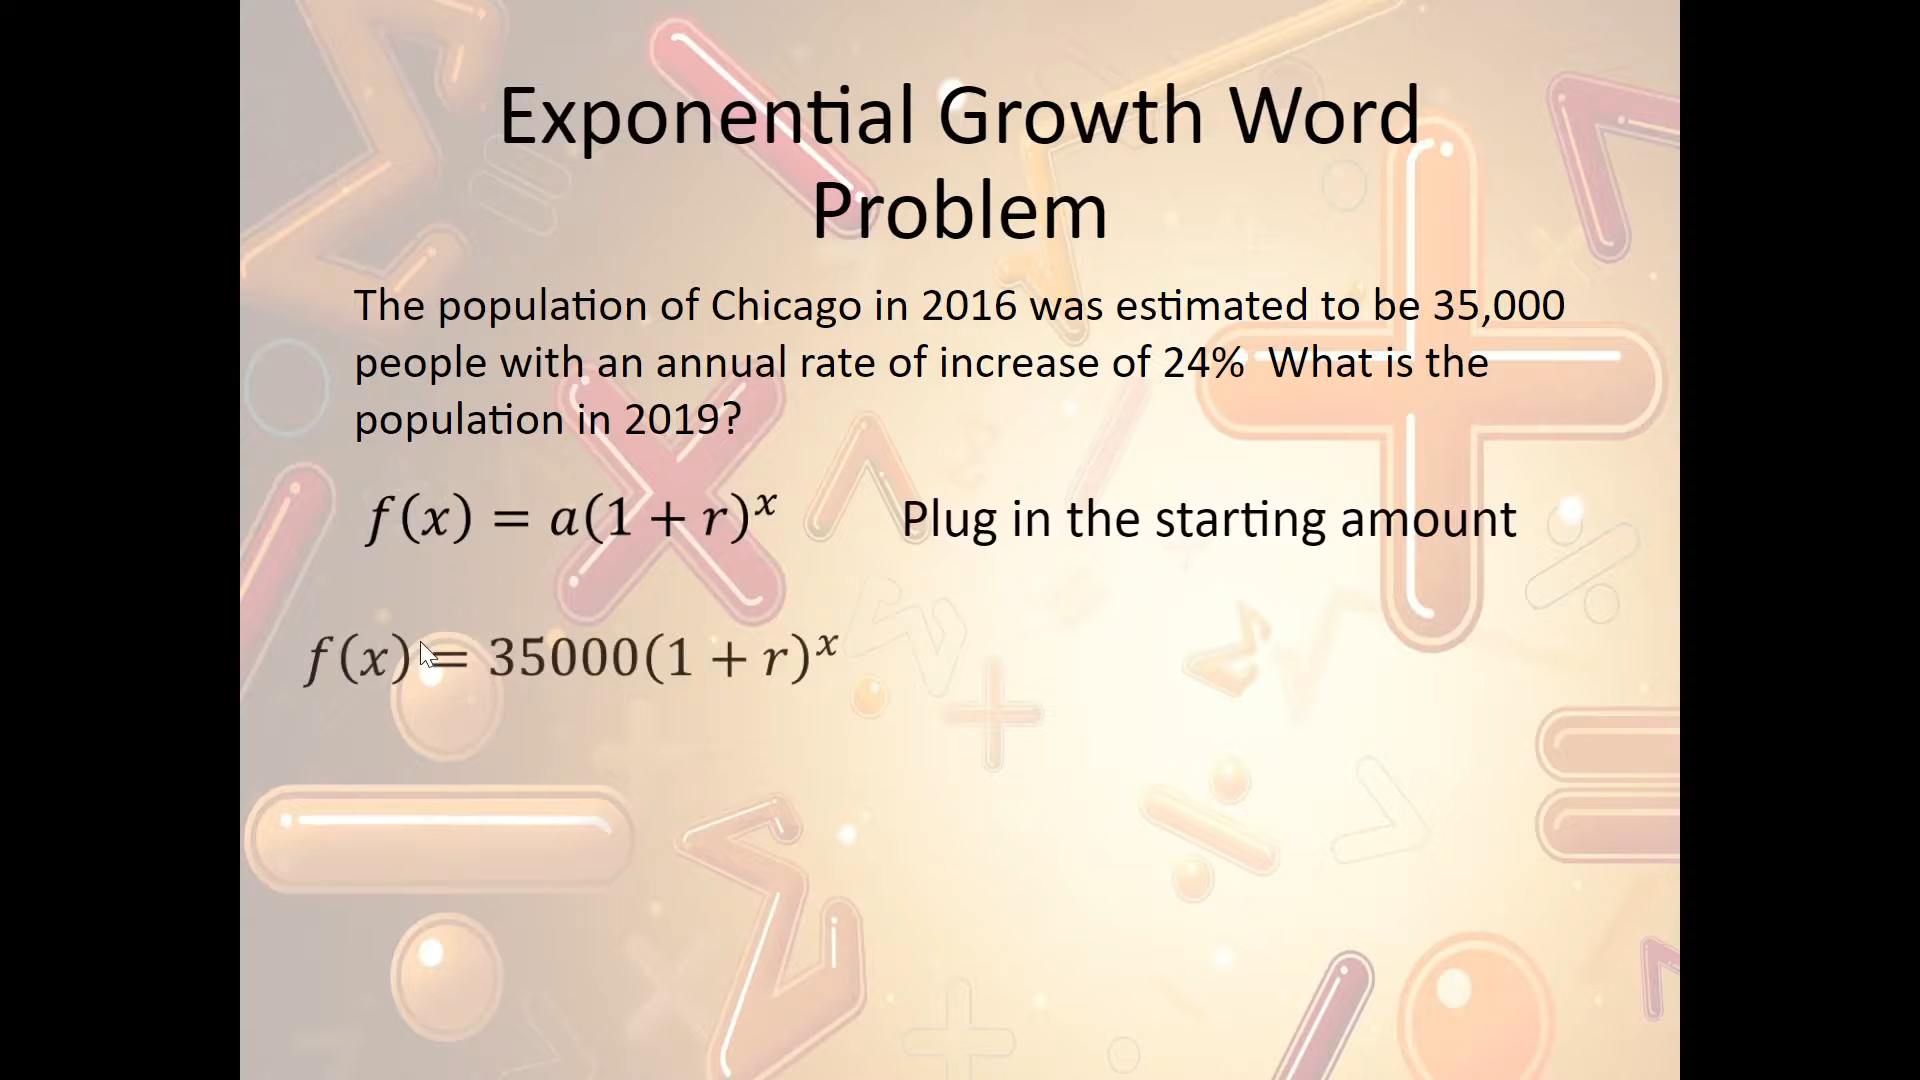 Exponential Growth Word
Problem
The population of Chicago in 2016 was estimated to be 35,000
people with an annual rate of increase of 24%  What is the
population in 2019?
f(x) = a(1 + r)^x
Plug in the starting amount
f(x) = 35000(1 + r)^x